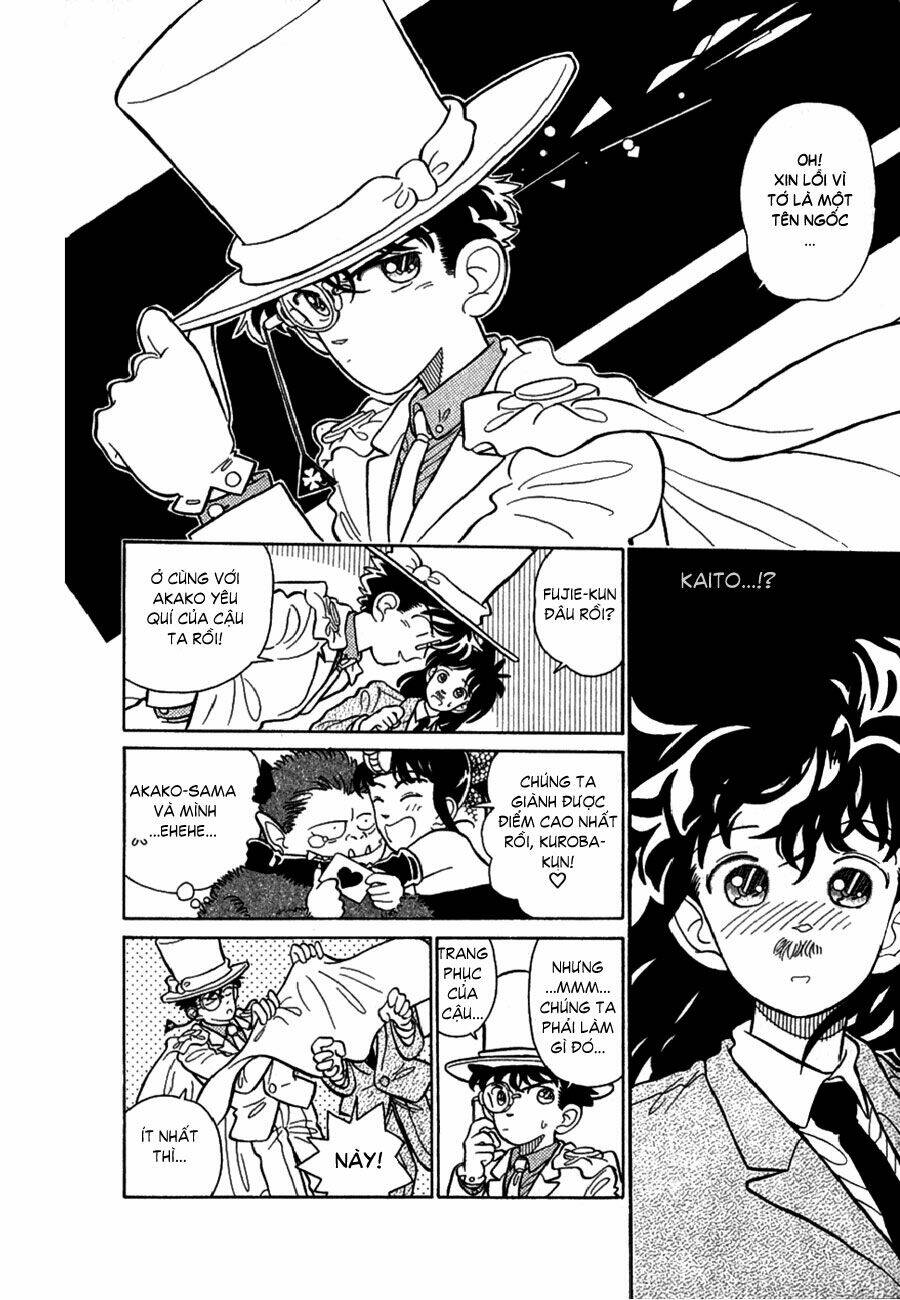 OH!
XIN LỖI VÌ
TỚ LÀ MỘT
TÊN NGỐC
...
KAITO...!?
FUJIE-KUN
ĐÂU RỒI?
Ở CÙNG VỚI
AKAKO YÊU
QUÍ CỦA CẬU
TA RỒI!
CHÚNG TA
GIÀNH ĐƯỢC
ĐIỂM CAO NHẤT
RỒI, KUROBA-
KUN!
♡
AKAKO-SAMA
VÀ MÌNH
...EHEHE...
NHƯNG
...MMM...
CHÚNG TA
PHẢI LÀM
GÌ ĐÓ...
TRANG
PHỤC CỦA
CẬU...
ÍT NHẤT
THÌ...
NÀY!